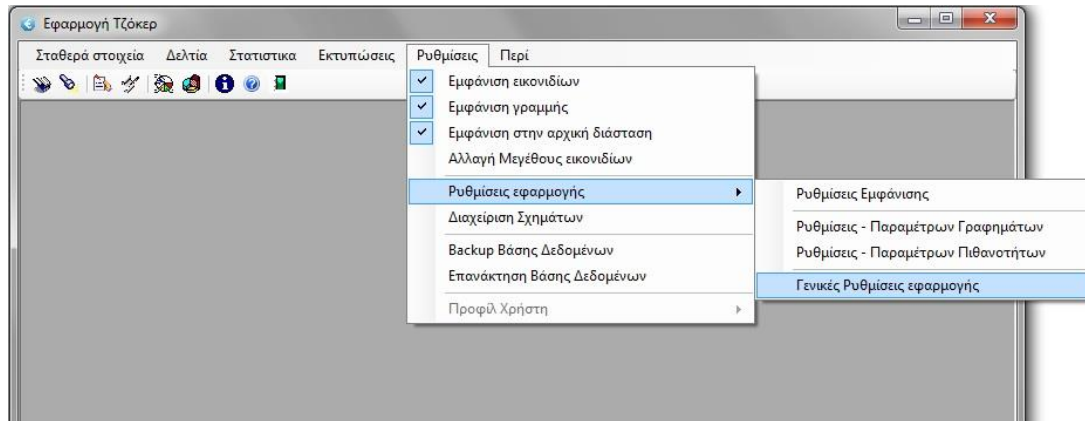 Εφαρμογή Τζόκερ
Σταθερά στοιχεία Δελτία Στατιστικα Εκτυπώσεις Ρυθμίσεις Περί
Εμφάνιση εικονιδίων
Εμφάνιση γραμμής
Εμφάνιση στην αρχική διάσταση
Αλλαγή Μεγέθους εικονιδίων
Ρυθμίσεις εφαρμογής
Διαχείριση Σχημάτων
Backup Βάσης Δεδομένων
Επανάκτηση Βάσης Δεδομένων
Προφίλ Χρήστη
Ρυθμίσεις Εμφάνισης
Ρυθμίσεις - Παραμέτρων Γραφημάτων
Ρυθμίσεις - Παραμέτρων Πιθανοτήτων
Γενικές Ρυθμίσεις εφαρμογής